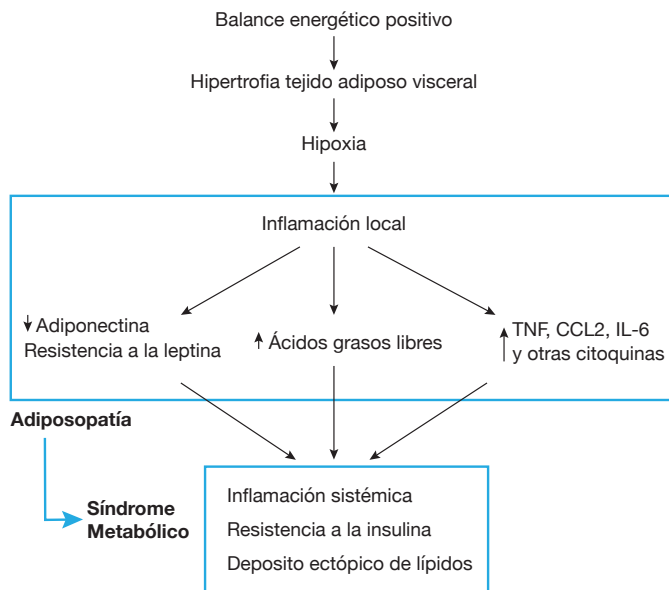 Balance energético positivo
Hipertrofia tejido adiposo visceral
Hipoxia
Inflamación local
↓ Adiponectina
Resistencia a la leptina
↑ Ácidos grasos libres
↑ TNF, CCL2, IL-6
y otras citoquinas
Adiposopatía
Síndrome
Metabólico
Inflamación sistémica
Resistencia a la insulina
Deposito ectópico de lípidos